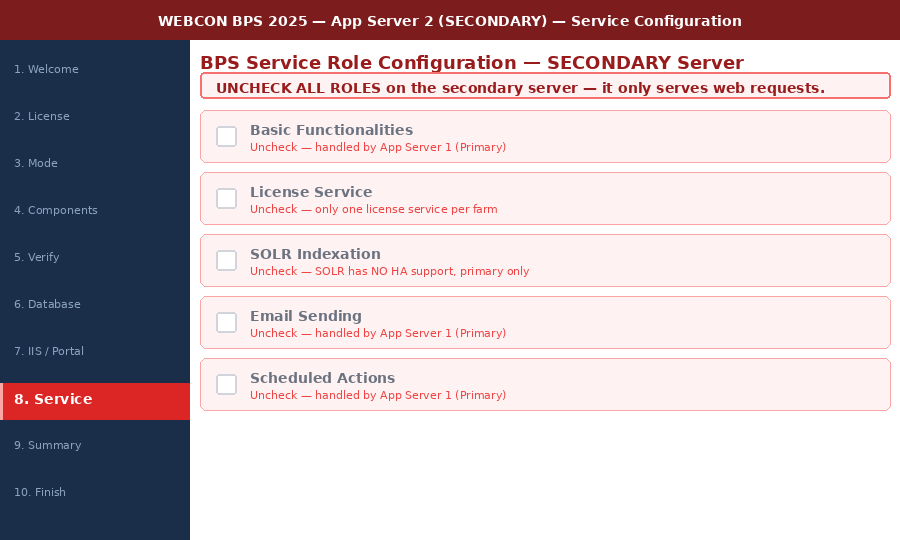 WEBCON BPS 2025 — App Server 2 (SECONDARY) — Service Configuration
1. Welcome
2. License
3. Mode
4. Components
5. Verify
6. Database
7. IIS / Portal
8. Service
9. Summary
10. Finish
BPS Service Role Configuration — SECONDARY Server
UNCHECK ALL ROLES on the secondary server — it only serves web requests.
Basic Functionalities
Uncheck — handled by App Server 1 (Primary)
License Service
Uncheck — only one license service per farm
SOLR Indexation
Uncheck — SOLR has NO HA support, primary only
Email Sending
Uncheck — handled by App Server 1 (Primary)
Scheduled Actions
Uncheck — handled by App Server 1 (Primary)